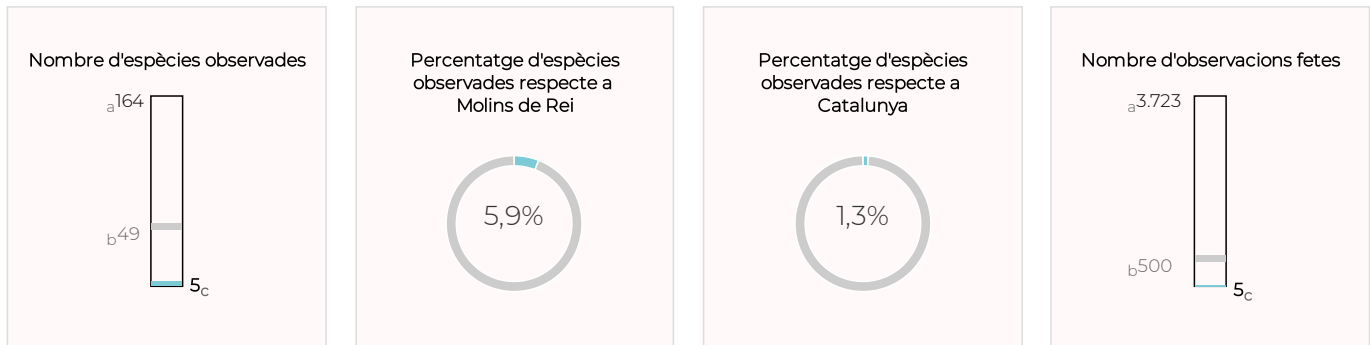 Nombre d'espècies observades
a164
b49
5c
Percentatge d'espècies
observades respecte a
Molins de Rei
5,9%
Percentatge d'espècies
observades respecte a
Catalunya
1,3%
Nombre d'observacions fetes
a3.723
b500
5c